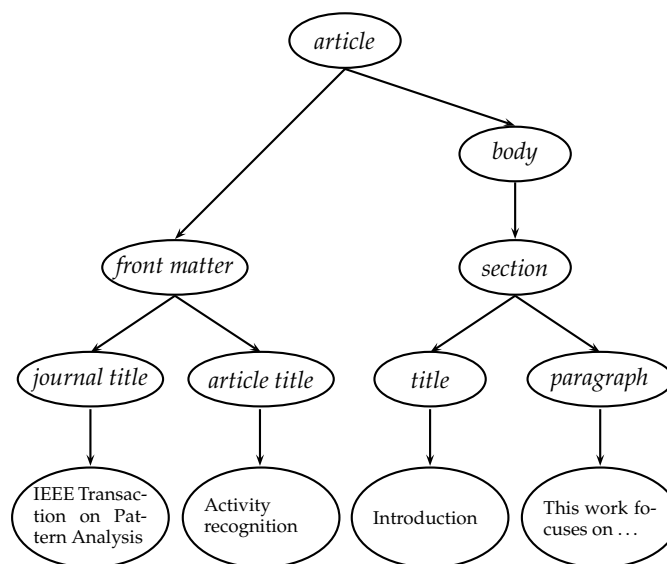 article
body
front matter
section
journal title
article title
title
paragraph
IEEE Transac-
tion on Pat-
tern Analysis
Activity
recognition
Introduction
This work fo-
cuses on ...